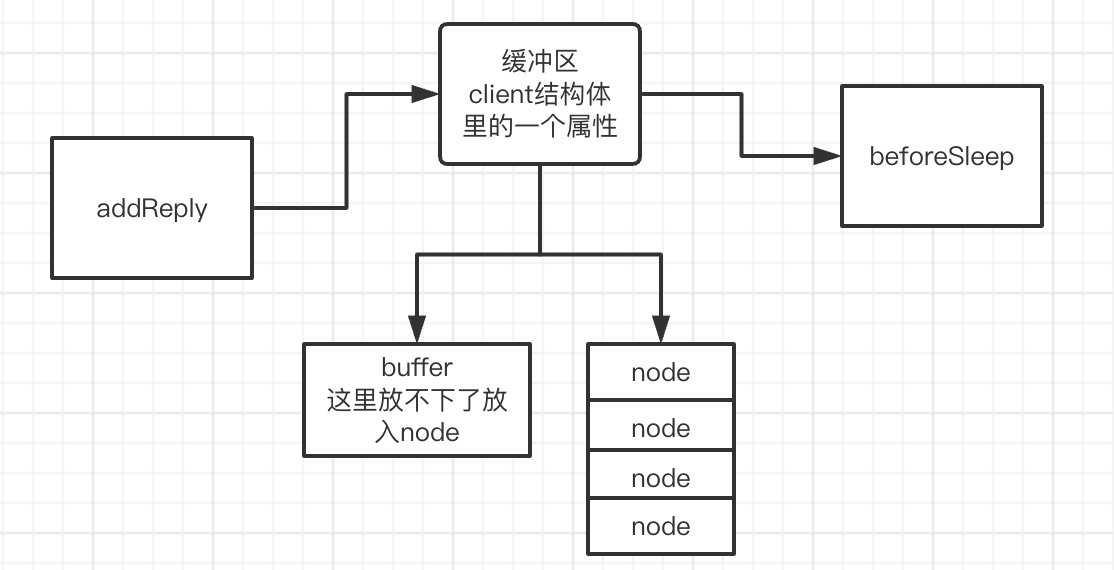 缓冲区
client结构体
里的一个属性
addReply
beforeSleep
buffer
这里放不下了放
入node
node
node
node
node